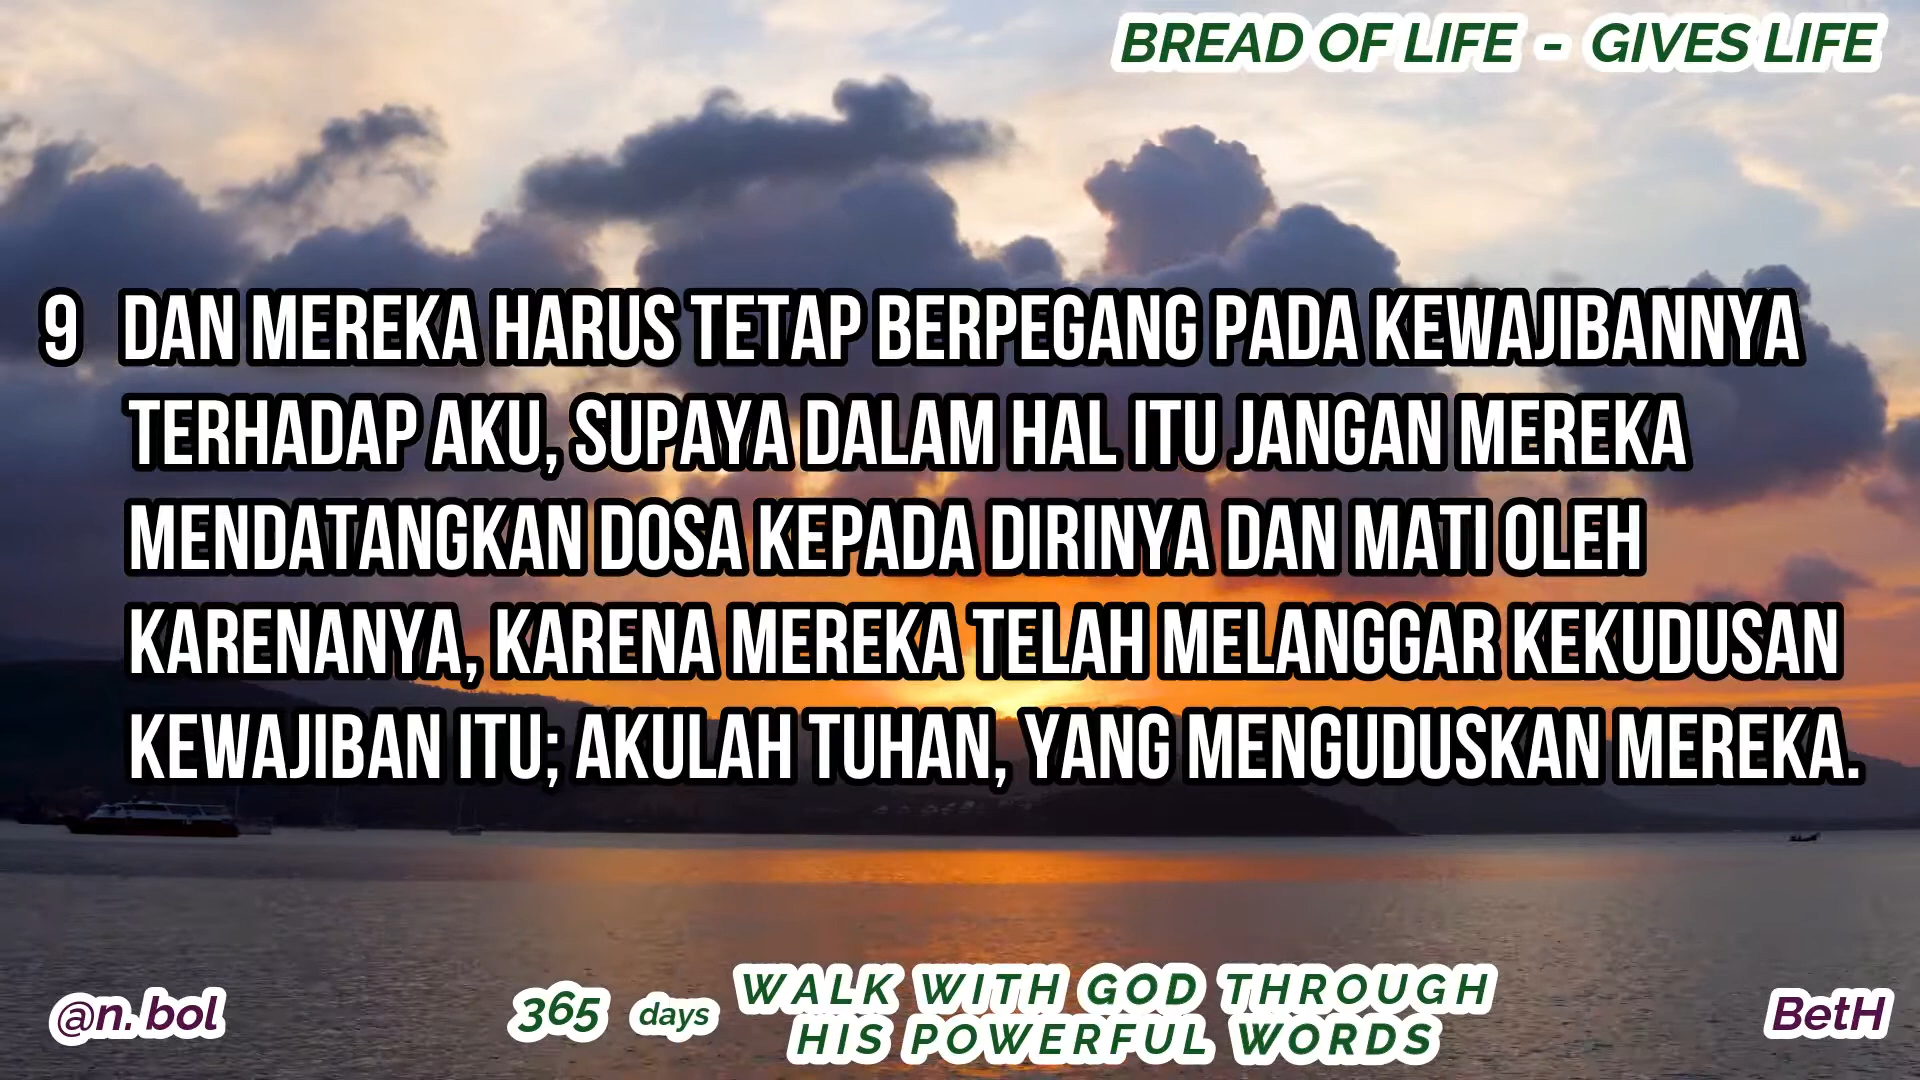 BREAD OF LIFE - GIVES LIFE
9 DAN MEREKA HARUS TETAP BERPEGANG PADA KEWAJIBANNYA
TERHADAP AKU, SUPAYA DALAM HAL ITU JANGAN MEREKA
MENDATANGKAN DOSA KEPADA DIRINYA DAN MATI OLEH
KARENANYA, KARENA MEREKA TELAH MELANGGAR KEKUDUSAN
KEWAJIBAN ITU; AKULAH TUHAN, YANG MENGUDUSKAN MEREKA.
@n.bol
365 days
WALK WITH GOD THROUGH
HIS POWERFUL WORDS
BetH